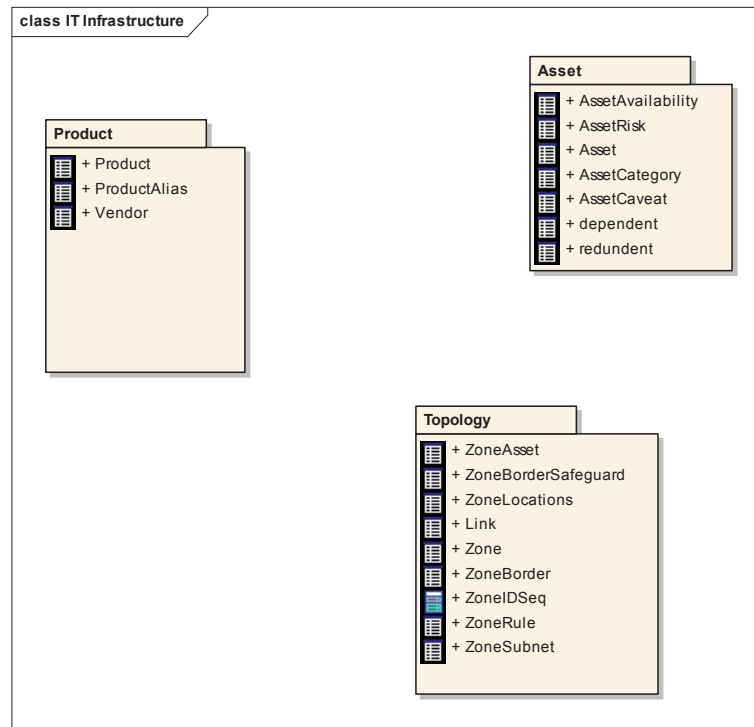 class IT Infrastructure
Asset
+ AssetAvailability
+ AssetRisk
+ Asset
+ AssetCategory
+ AssetCaveat
+ dependent
+ redundent
Product
+ Product
+ ProductAlias
+ Vendor
Topology
+ ZoneAsset
+ ZoneBorderSafeguard
+ ZoneLocations
+ Link
+ Zone
+ ZoneBorder
+ ZoneIDSeq
+ ZoneRule
+ ZoneSubnet